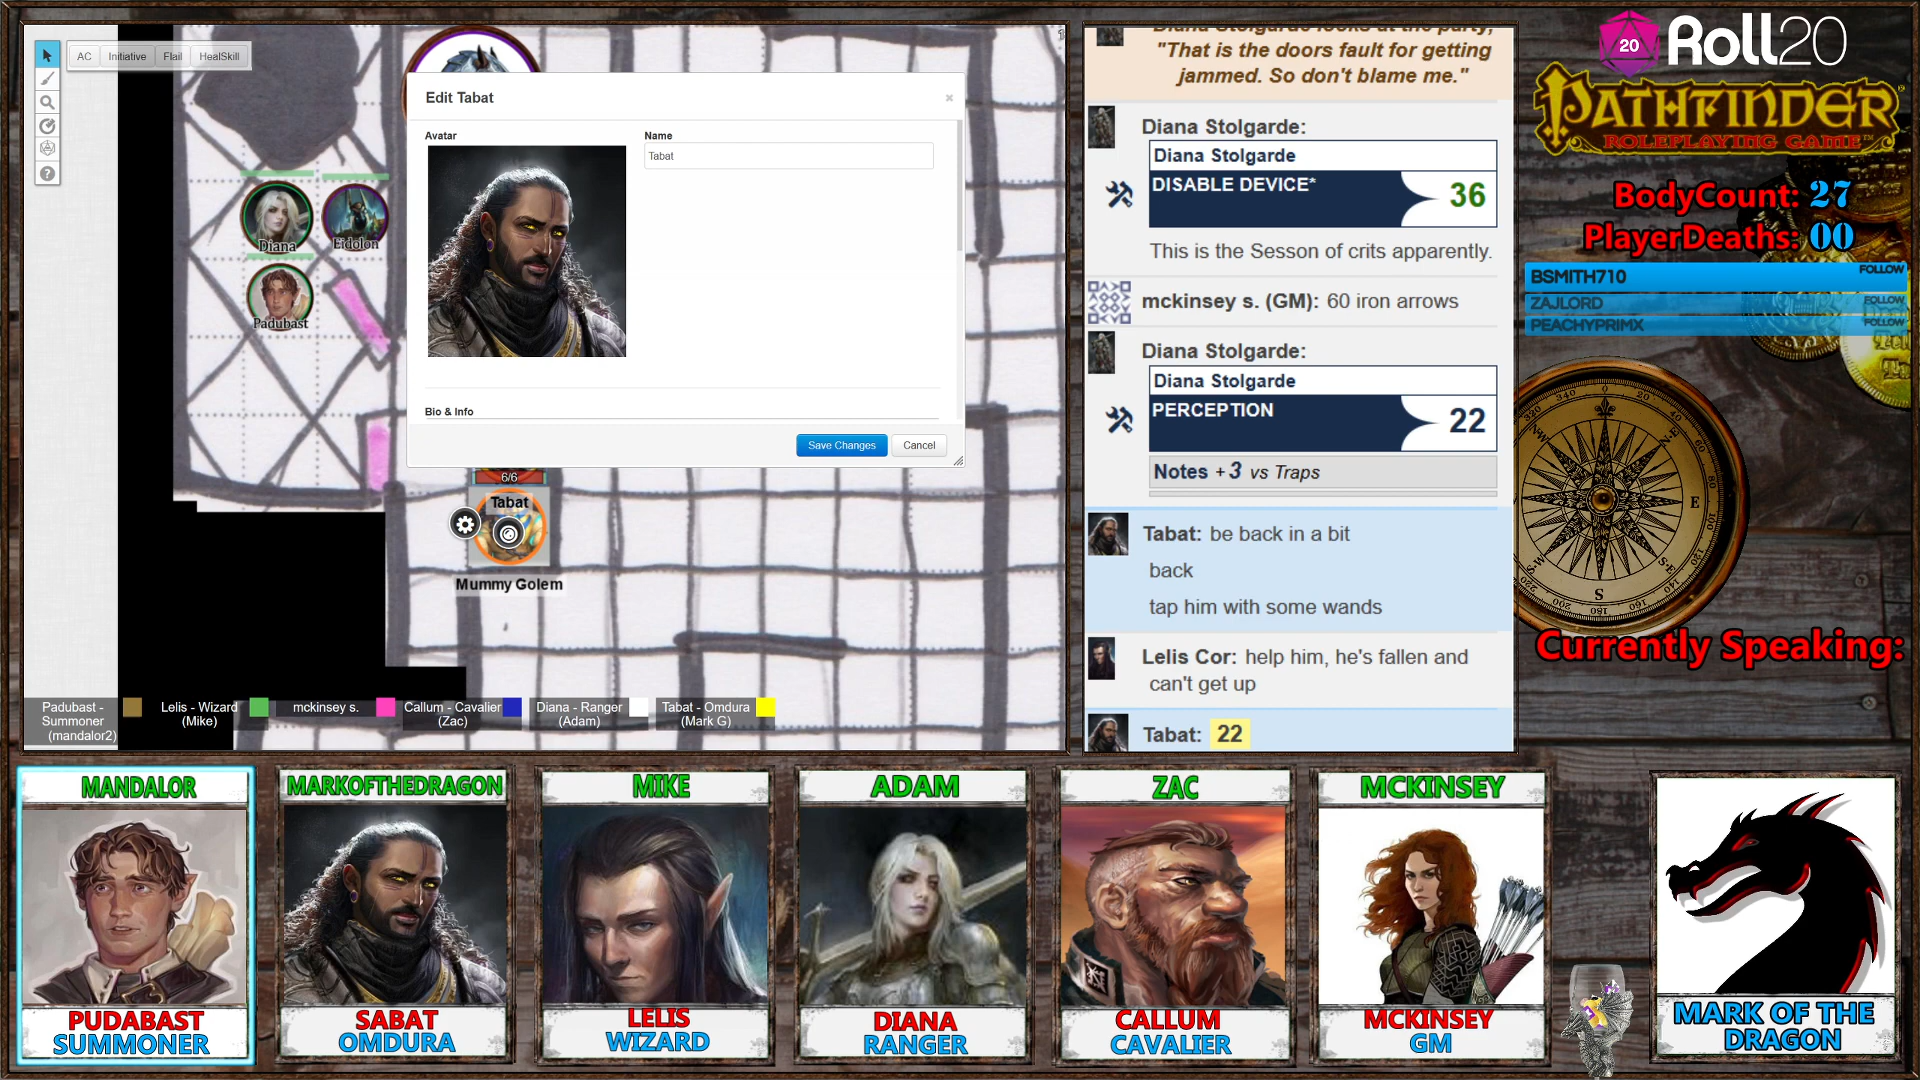 AC Initiative Flail HealSkill
Edit Tabat
Avatar
Name
Tabat
Bio & Info
Save Changes
Cancel
Diana
Eidolon
Padubast
6/6
Tabat
Mummy Golem
Padubast -
Summoner
(mandalor2)
Lelis - Wizard
(Mike)
mckinsey s.
Callum - Cavalier
(Zac)
Diana - Ranger
(Adam)
Tabat - Omdura
(Mark G)
"That is the doors fault for getting
jammed. So don't blame me."
Diana Stolgarde:
Diana Stolgarde
DISABLE DEVICE*
36
This is the Sesson of crits apparently.
mckinsey s. (GM): 60 iron arrows
Diana Stolgarde:
Diana Stolgarde
PERCEPTION
22
Notes +3 vs Traps
Tabat: be back in a bit
back
tap him with some wands
Lelis Cor: help him, he's fallen and
can't get up
Tabat: 22
20
Roll20
PATHFINDER
ROLEPLAYING GAME™
BodyCount: 27
PlayerDeaths: 00
BSMITH710 FOLLOW
ZAJLORD FOLLOW
PEACHYPRIMX FOLLOW
Currently Speaking:
MANDALOR
PUDABAST
SUMMONER
MARKOFTHEDRAGON
SABAT
OMDURA
MIKE
LELIS
WIZARD
ADAM
DIANA
RANGER
ZAC
CALLUM
CAVALIER
MCKINSEY
MCKINSEY
GM
MARK OF THE
DRAGON